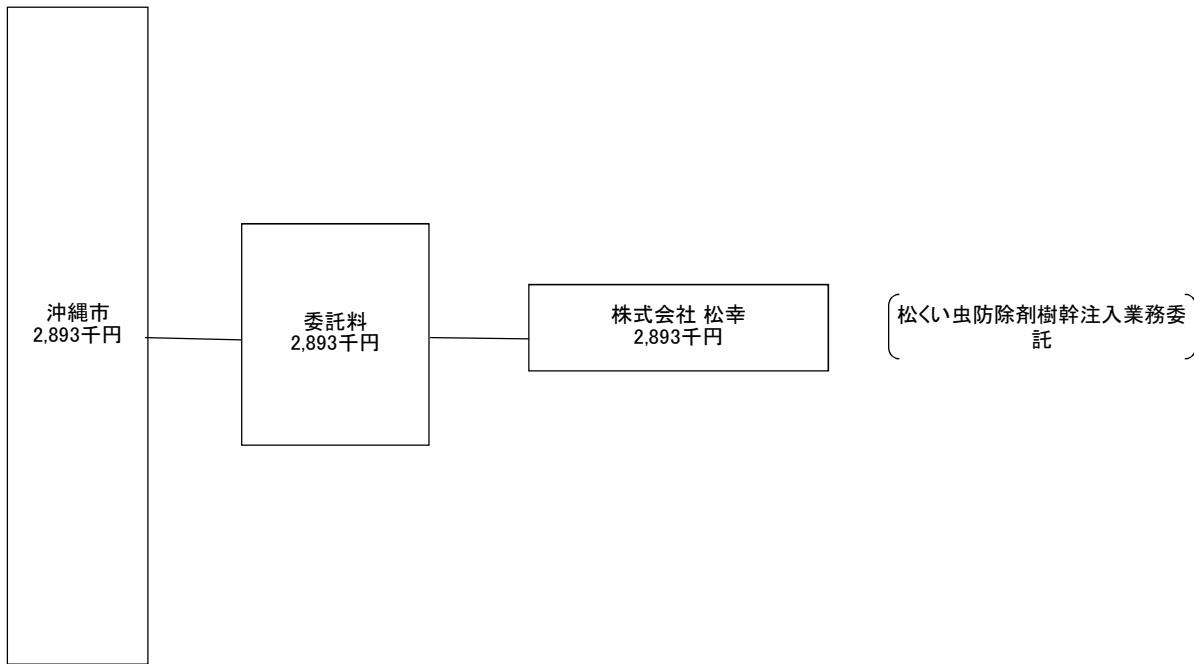 沖縄市
2,893千円
委託料
2,893千円
株式会社 松幸
2,893千円
松くい虫防除剤樹幹注入業務委
託